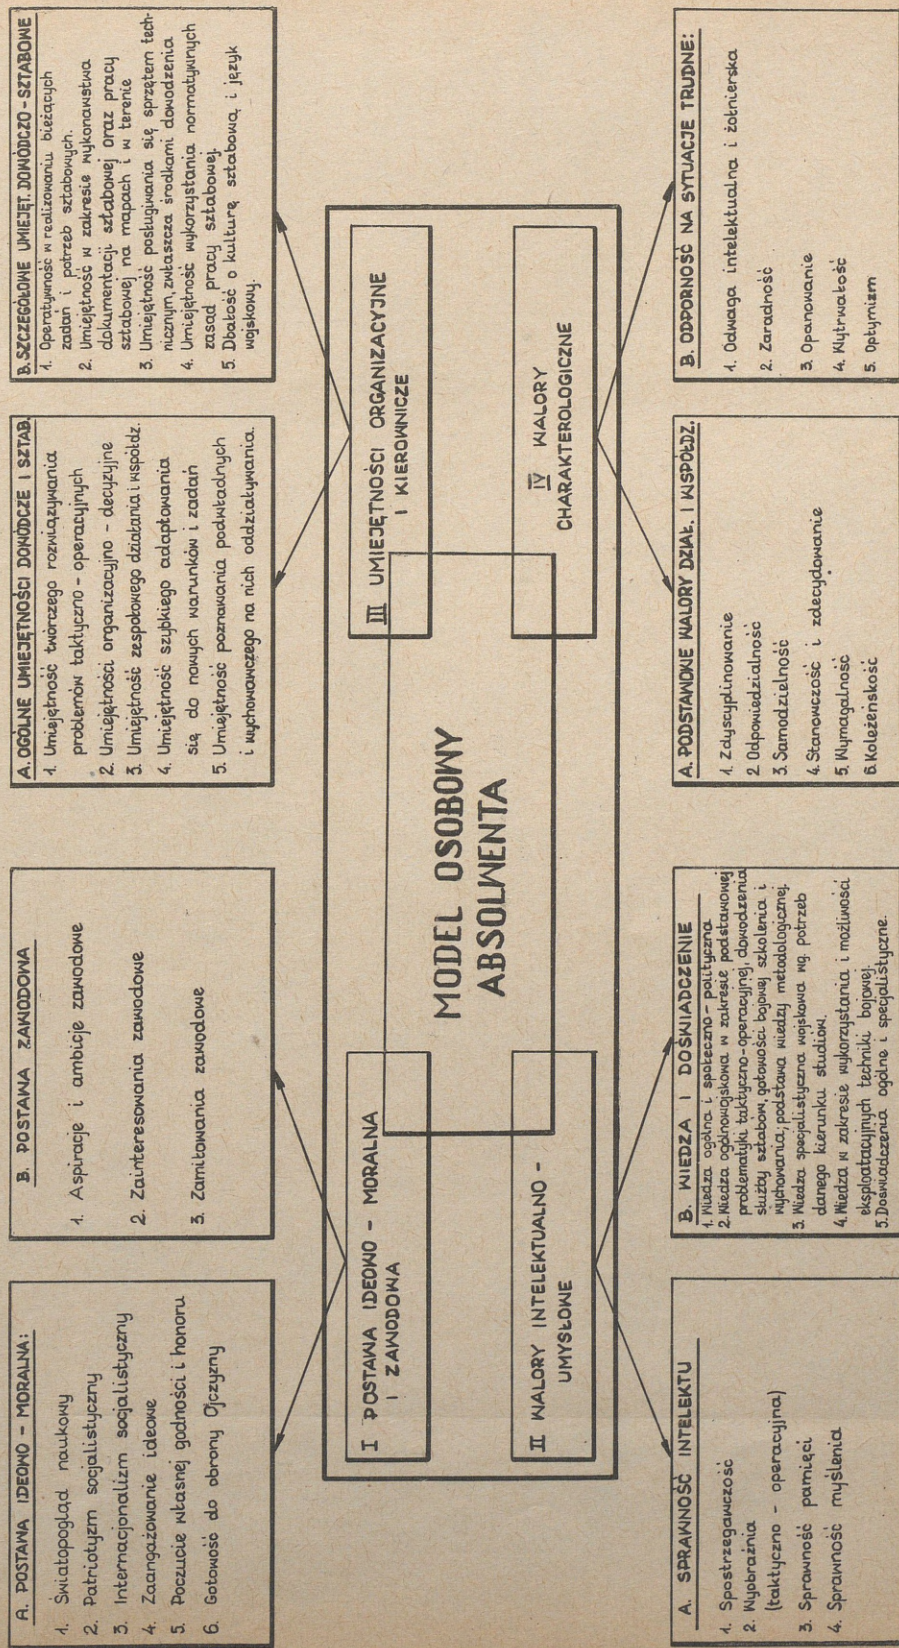 A. POSTAWA IDEOWO - MORALNA:
1. Światopogląd naukowy
2. Patriotyzm socjalistyczny
3. Internacjonalizm socjalistyczny
4. Zaangażowanie ideowe
5. Poczucie własnej godności i honoru
6. Gotowość do obrony Ojczyzny
B. POSTAWA ZAWODOWA
1. Aspiracje i ambicje zawodowe
2. Zainteresowania zawodowe
3. Zamiłowania zawodowe
A. OGÓLNE UMIEJĘTNOŚCI DOWÓDCZE I SZTAB.
1. Umiejętność twórczego rozwiązywania
problemów taktyczno - operacyjnych
2. Umiejętności organizacyjno - decyzyjne
3. Umiejętność zespołowego działania i współdz.
4. Umiejętność szybkiego adaptowania
się do nowych warunków i zadań
5. Umiejętność poznawania podwładnych
i wychowawczego na nich oddziaływania.
B. SZCZEGÓŁOWE UMIEJĘT. DOWÓDCZO - SZTABOWE
1. Operatywność w realizowaniu bieżących
zadań i potrzeb sztabowych.
2. Umiejętność w zakresie wykonawstwa
dokumentacji sztabowej oraz pracy
sztabowej na mapach i w terenie
3. Umiejętność posługiwania się sprzętem tech-
nicznym, zwłaszcza środkami dowodzenia
4. Umiejętność wykorzystania normatywnych
zasad pracy sztabowej.
5. Dbałość o kulturę sztabową i język
wojskowy.
I POSTAWA IDEOWO - MORALNA
I ZAWODOWA
III UMIEJĘTNOŚCI ORGANIZACYJNE
I KIEROWNICZE
MODEL OSOBOWY
ABSOLWENTA
II WALORY INTELEKTUALNO -
UMYSŁOWE
IV WALORY
CHARAKTEROLOGICZNE
A. SPRAWNOŚĆ INTELEKTU
1. Spostrzegawczość
2. Wyobraźnia
(taktyczno - operacyjna)
3. Sprawność pamięci
4. Sprawność myślenia
B. WIEDZA I DOŚWIADCZENIE
1. Wiedza ogólna i społeczno - polityczna
2. Wiedza ogólnowojskowa w zakresie podstawowej
problematyki taktyczno-operacyjnej, dowodzenia
służby sztabów, gotowości bojowej szkolenia i
wychowania; podstawa wiedzy metodologicznej.
3. Wiedza specjalistyczna wojskowa wg. potrzeb
danego kierunku studiów.
4. Wiedza w zakresie wykorzystania i możliwości
eksploatacyjnych techniki bojowej.
5. Doświadczenia ogólne i specjalistyczne.
A. PODSTAWOWE WALORY DZIAŁ. I WSPÓŁDZ.
1. Zdyscyplinowanie
2. Odpowiedzialność
3. Samodzielność
4. Stanowczość i zdecydowanie
5. Wymagalność
6. Koleżeńskość
B. ODPORNOŚĆ NA SYTUACJE TRUDNE:
1. Odwaga intelektualna i żołnierska
2. Zaradność
3. Opanowanie
4. Wytrwałość
5. Optymizm